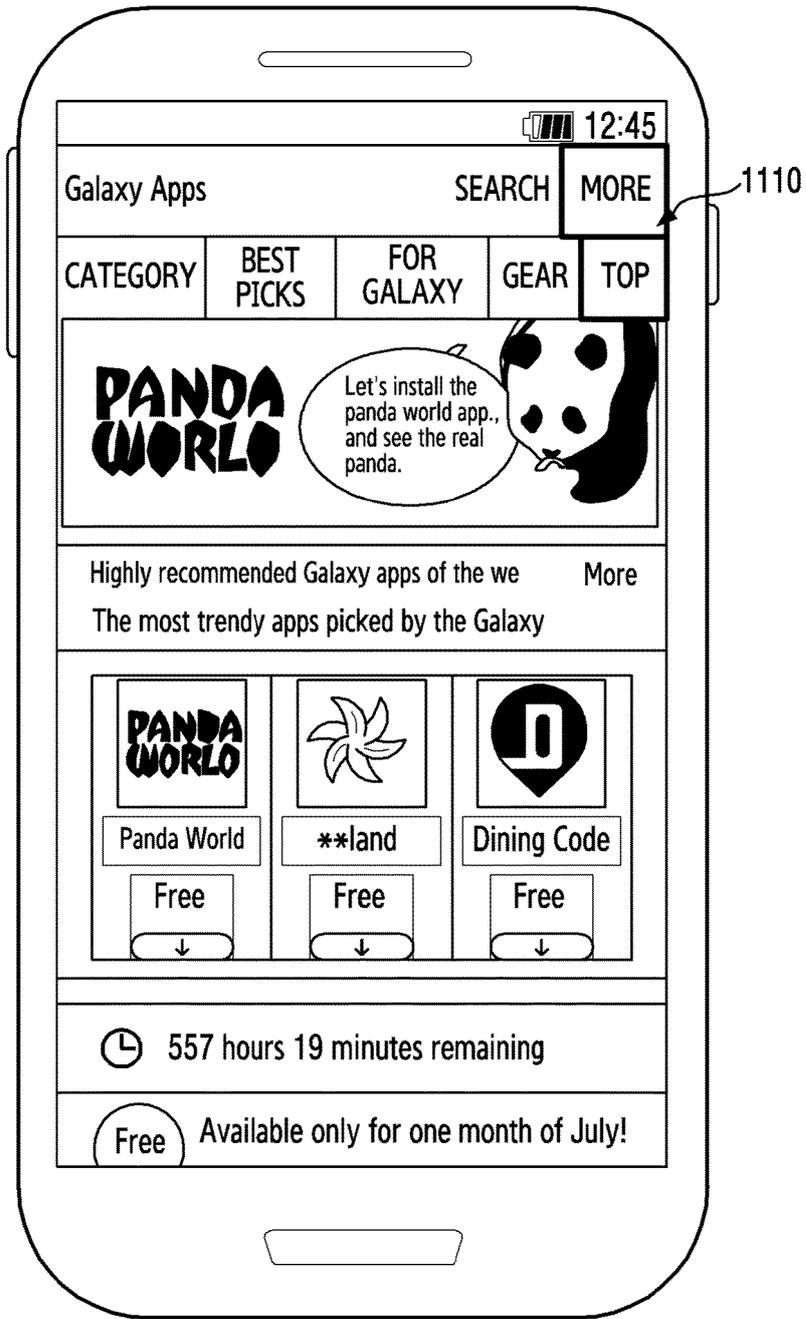 12:45
Galaxy Apps SEARCH MORE
1110
CATEGORY BEST PICKS FOR GALAXY GEAR TOP
PANDA
WORLD
Let's install the
panda world app.,
and see the real
panda.
Highly recommended Galaxy apps of the we More
The most trendy apps picked by the Galaxy
PANDA
WORLD
D
Panda World **land Dining Code
Free Free Free
557 hours 19 minutes remaining
Free Available only for one month of July!